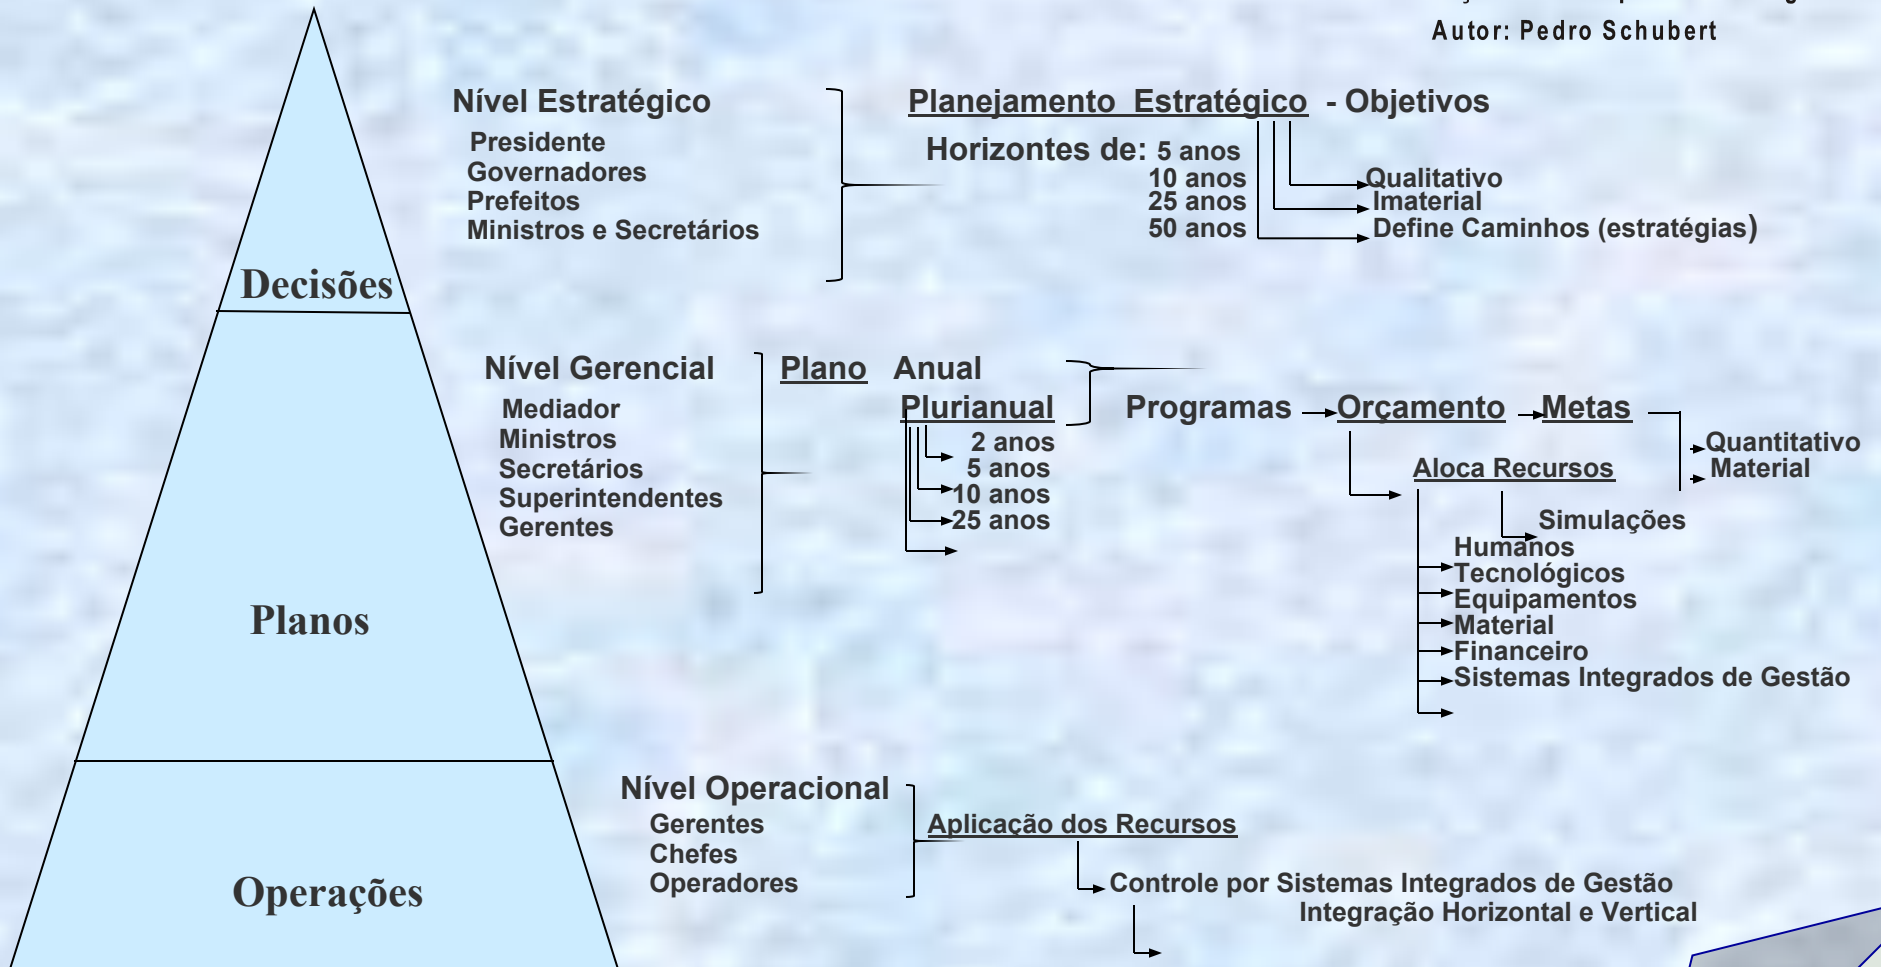 Autor: Pedro Schubert
Nível Estratégico
Presidente
Governadores
Prefeitos
Ministros e Secretários
Planejamento Estratégico - Objetivos
Horizontes de: 5 anos
10 anos
25 anos
50 anos
Qualitativo
Imaterial
Define Caminhos (estratégias)
Decisões
Nível Gerencial
Mediador
Ministros
Secretários
Superintendentes
Gerentes
Plano Anual
Plurianual
2 anos
5 anos
10 anos
25 anos
Programas Orçamento Metas
Quantitativo
Material
Aloca Recursos
Simulações
Humanos
Tecnológicos
Equipamentos
Material
Financeiro
Sistemas Integrados de Gestão
Planos
Nível Operacional
Gerentes
Chefes
Operadores
Aplicação dos Recursos
Controle por Sistemas Integrados de Gestão
Integração Horizontal e Vertical
Operações